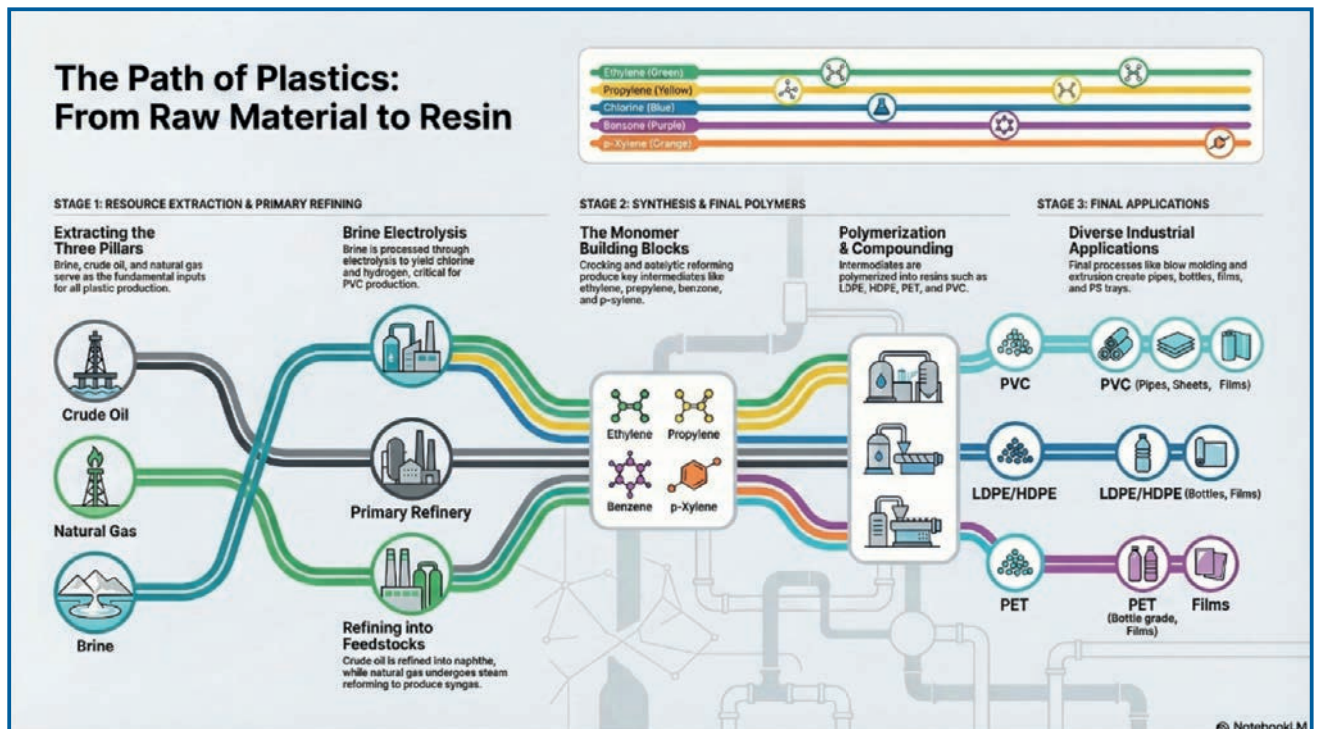 The Path of Plastics:
From Raw Material to Resin
Ethylene (Green)
Propylene (Yellow)
Chlorine (Blue)
Bensone (Purple)
p-Xylene (Orange)
STAGE 1: RESOURCE EXTRACTION & PRIMARY REFINING
Extracting the
Three Pillars
Brine, crude oil, and natural gas
serve as the fundamental inputs
for all plastic production.
Brine Electrolysis
Brine is processed through
electrolysis to yield chlorine
and hydrogen, critical for
PVC production.
STAGE 2: SYNTHESIS & FINAL POLYMERS
The Monomer
Building Blocks
Crocking and aotelytic reforming
produce key intermediates like
ethylene, prepylene, benzone,
and p-sylene.
Polymerization
& Compounding
Intermodiates are
polymerized into resins such as
LDPE, HDPE, PET, and PVC.
STAGE 3: FINAL APPLICATIONS
Diverse Industrial
Applications
Final processes like blow molding and
extrusion create pipes, bottles, films,
and PS trays.
Crude Oil
Natural Gas
Brine
Primary Refinery
Refining into
Feedstocks
Crude oil is refined into naphthe,
while natural gas undergoes steam
reforming to produce syngas.
Ethylene
Propylene
Benzene
p-Xylene
PVC
PVC (Pipes, Sheets, Films)
LDPE/HDPE
LDPE/HDPE (Bottles, Films)
PET
PET
(Bottle grade,
Films)
Films
NotebookLM